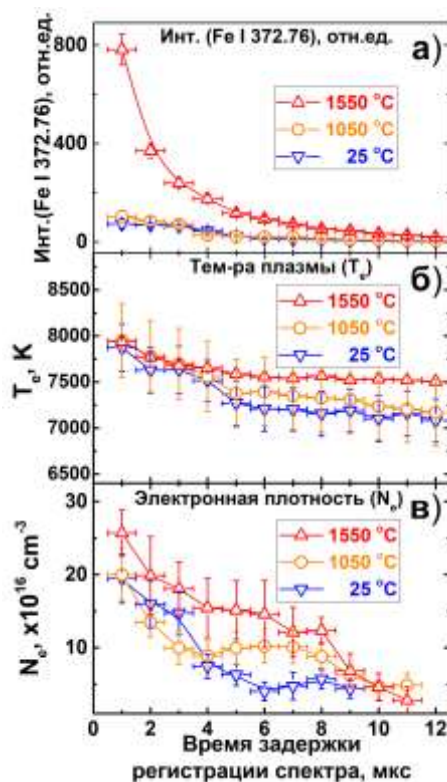 Инт. (Fe I 372.76), отн.ед.
а)
Инт.(Fe I 372.76), отн.ед.
800
400
0
1550 °C
1050 °C
25 °C
Тем-ра плазмы (Te)
б)
Te, K
8500
8000
7500
7000
6500
1550 °C
1050 °C
25 °C
Электронная плотность (Ne)
в)
Ne, x10^16 cm^-3
30
20
10
1550 °C
1050 °C
25 °C
0 2 4 6 8 10 12
Время задержки
регистрации спектра, мкс